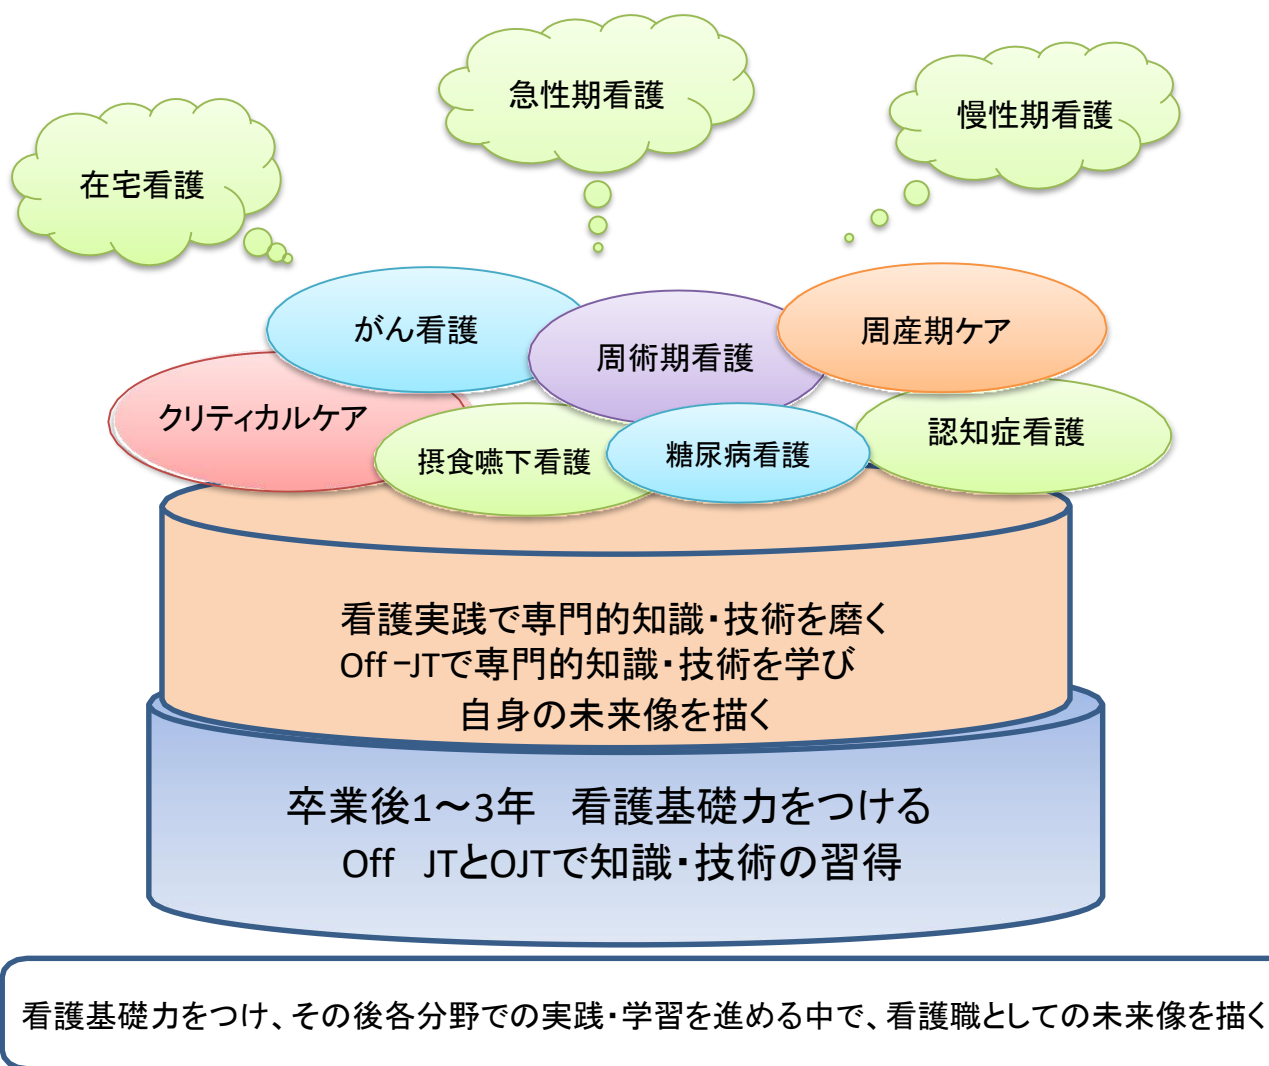 急性期看護
慢性期看護
在宅看護
がん看護
周術期看護
周産期ケア
クリティカルケア
摂食嚥下看護
糖尿病看護
認知症看護
看護実践で専門的知識・技術を磨く
Off-JTで専門的知識・技術を学び
自身の未来像を描く
卒業後1～3年　看護基礎力をつける
Off　JTとOJTで知識・技術の習得
看護基礎力をつけ、その後各分野での実践・学習を進める中で、看護職としての未来像を描く